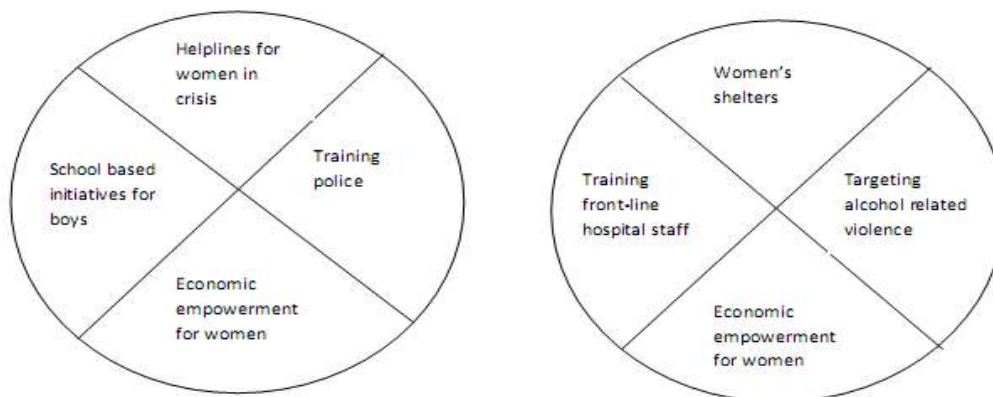 Helplines for
women in
crisis
School based
initiatives for
boys
Training
police
Economic
empowerment
for women
Women's
shelters
Training
front-line
hospital staff
Targeting
alcohol related
violence
Economic
empowerment
for women